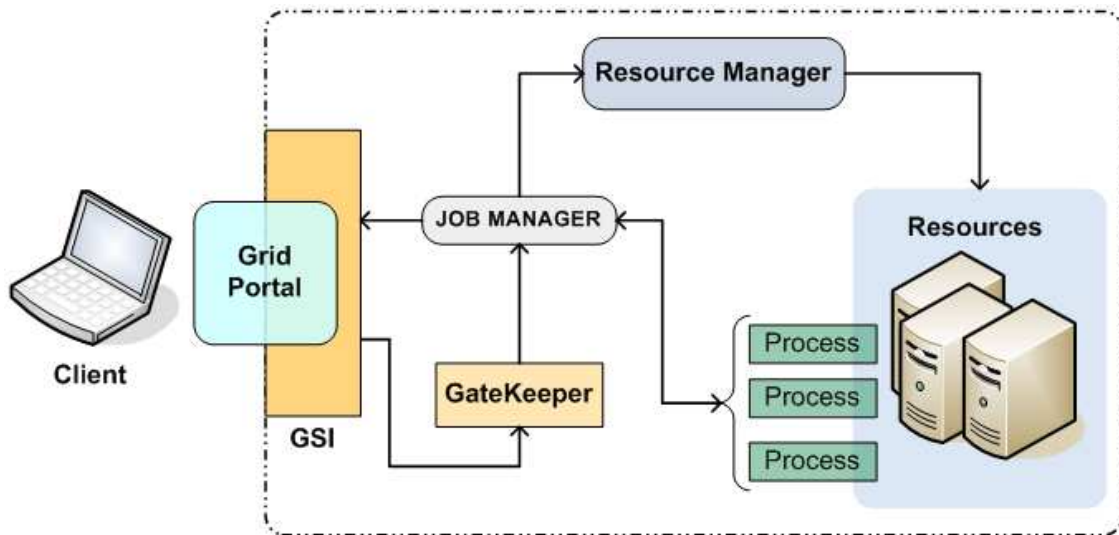 Resource Manager
JOB MANAGER
Resources
Grid
Portal
Client
GSI
GateKeeper
Process
Process
Process